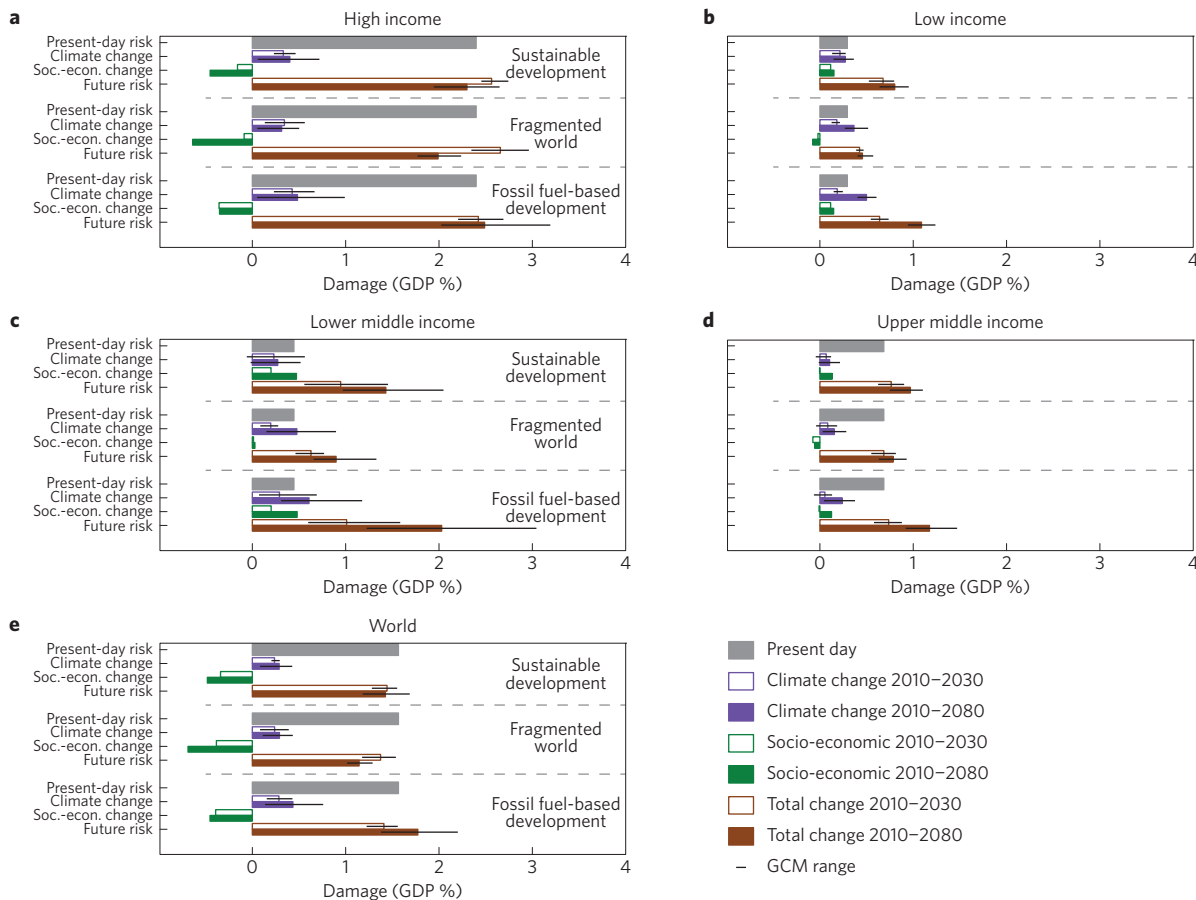 a
High income
Present-day risk
Climate change
Soc.-econ. change
Future risk
Sustainable
development
Present-day risk
Climate change
Soc.-econ. change
Future risk
Fragmented
world
Present-day risk
Climate change
Soc.-econ. change
Future risk
Fossil fuel-based
development
0 1 2 3 4
Damage (GDP %)
b
Low income
0 1 2 3 4
Damage (GDP %)
c
Lower middle income
Present-day risk
Climate change
Soc.-econ. change
Future risk
Sustainable
development
Present-day risk
Climate change
Soc.-econ. change
Future risk
Fragmented
world
Present-day risk
Climate change
Soc.-econ. change
Future risk
Fossil fuel-based
development
0 1 2 3 4
Damage (GDP %)
d
Upper middle income
0 1 2 3 4
Damage (GDP %)
e
World
Present-day risk
Climate change
Soc.-econ. change
Future risk
Sustainable
development
Present-day risk
Climate change
Soc.-econ. change
Future risk
Fragmented
world
Present-day risk
Climate change
Soc.-econ. change
Future risk
Fossil fuel-based
development
0 1 2 3 4
Damage (GDP %)
Present day
Climate change 2010–2030
Climate change 2010–2080
Socio-economic 2010–2030
Socio-economic 2010–2080
Total change 2010–2030
Total change 2010–2080
GCM range